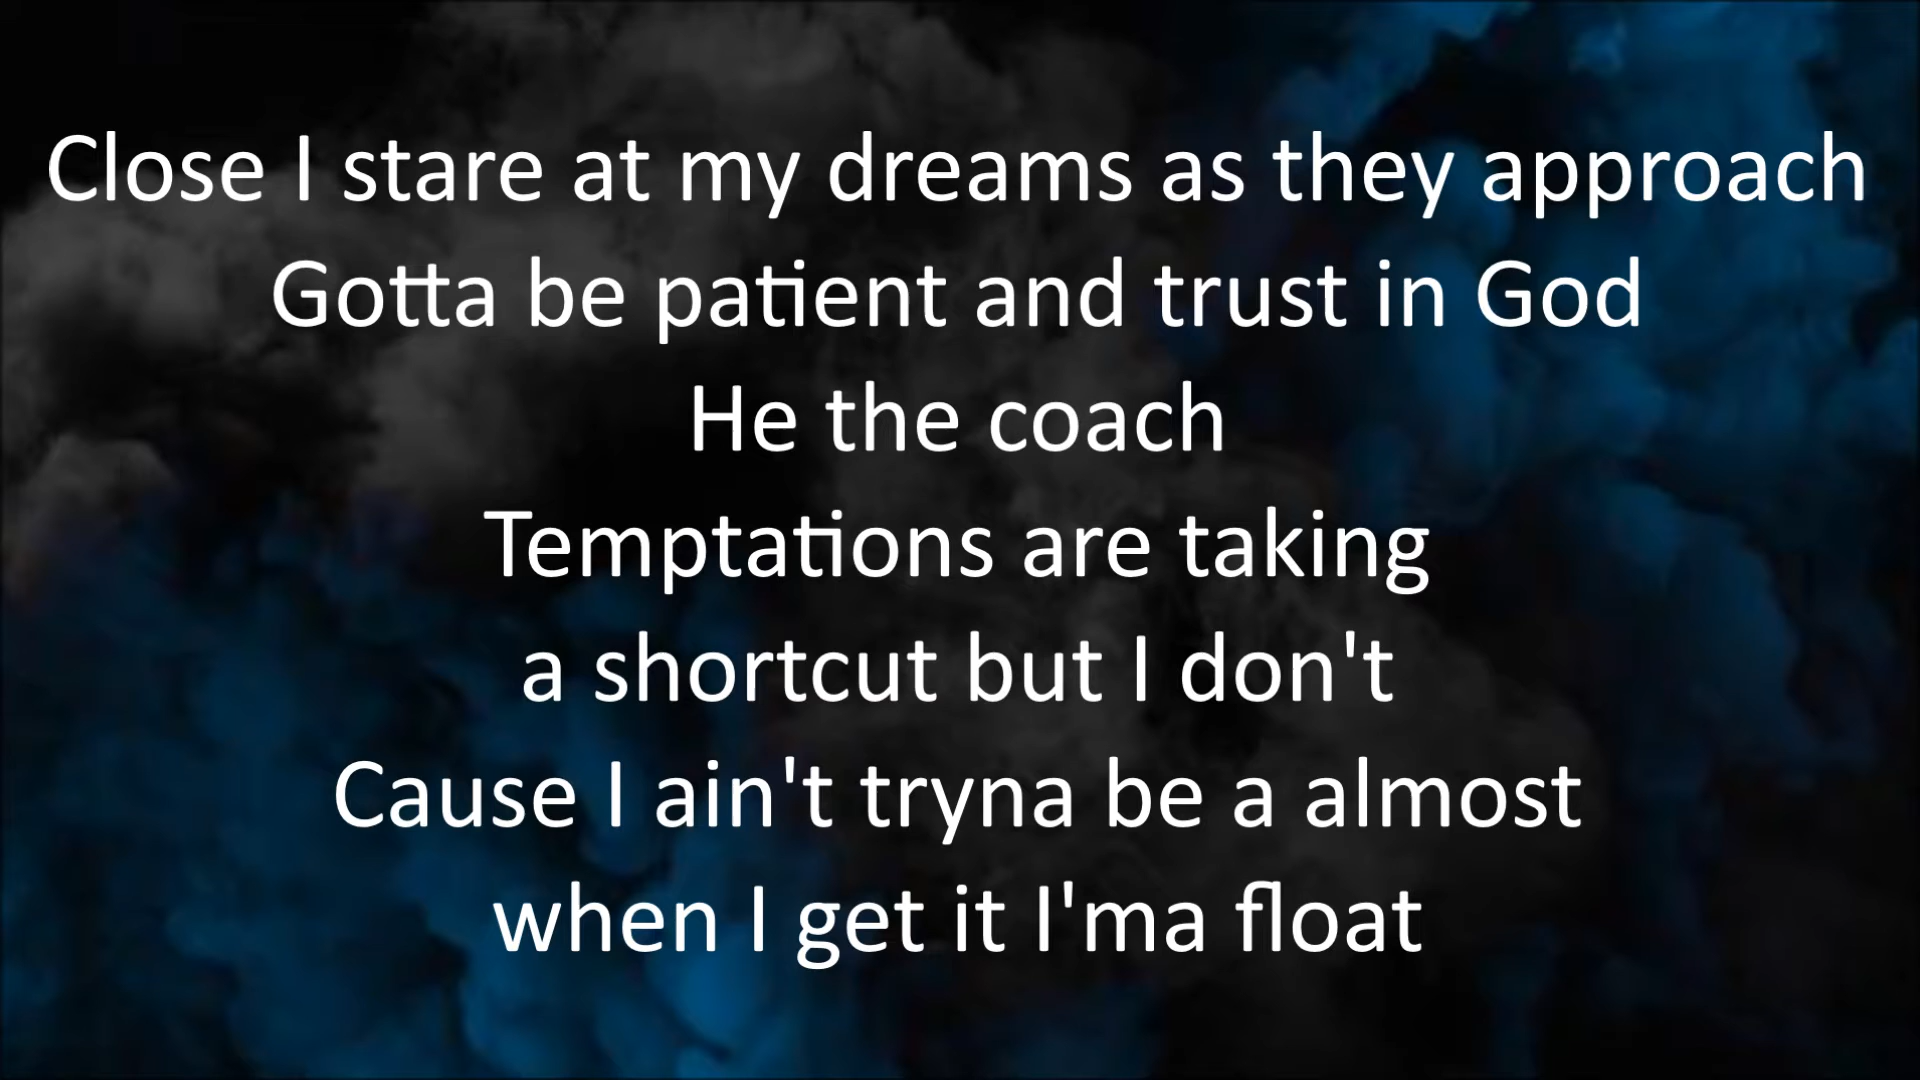 Close I stare at my dreams as they approach
Gotta be patient and trust in God
He the coach
Temptations are taking
a shortcut but I don't
Cause I ain't tryna be a almost
when I get it I'ma float